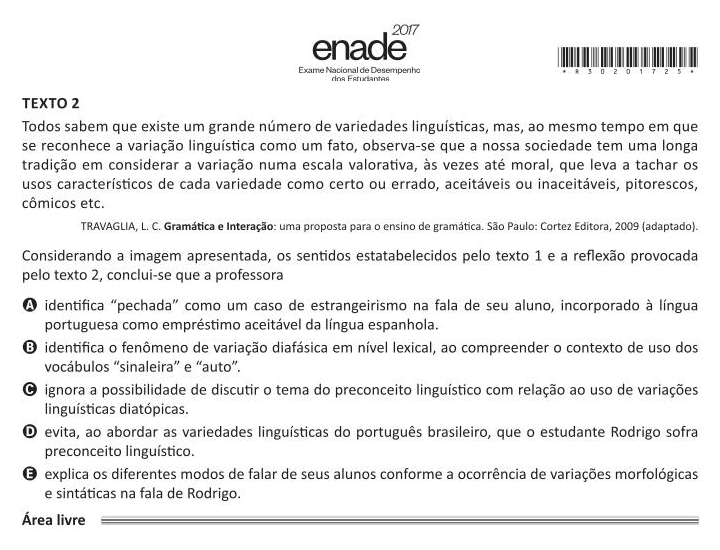 2017
enade
Exame Nacional de Desempenho
dos Estudantes
*R30201725*
TEXTO 2
Todos sabem que existe um grande número de variedades linguísticas, mas, ao mesmo tempo em que
se reconhece a variação linguística como um fato, observa-se que a nossa sociedade tem uma longa
tradição em considerar a variação numa escala valorativa, às vezes até moral, que leva a tachar os
usos característicos de cada variedade como certo ou errado, aceitáveis ou inaceitáveis, pitorescos,
cômicos etc.
TRAVAGLIA, L. C. Gramática e Interação: uma proposta para o ensino de gramática. São Paulo: Cortez Editora, 2009 (adaptado).
Considerando a imagem apresentada, os sentidos estatabelecidos pelo texto 1 e a reflexão provocada
pelo texto 2, conclui-se que a professora
A identifica “pechada” como um caso de estrangeirismo na fala de seu aluno, incorporado à língua
portuguesa como empréstimo aceitável da língua espanhola.
B identifica o fenômeno de variação diafásica em nível lexical, ao compreender o contexto de uso dos
vocábulos “sinaleira” e “auto”.
C ignora a possibilidade de discutir o tema do preconceito linguístico com relação ao uso de variações
linguísticas diatópicas.
D evita, ao abordar as variedades linguísticas do português brasileiro, que o estudante Rodrigo sofra
preconceito linguístico.
E explica os diferentes modos de falar de seus alunos conforme a ocorrência de variações morfológicas
e sintáticas na fala de Rodrigo.
Área livre